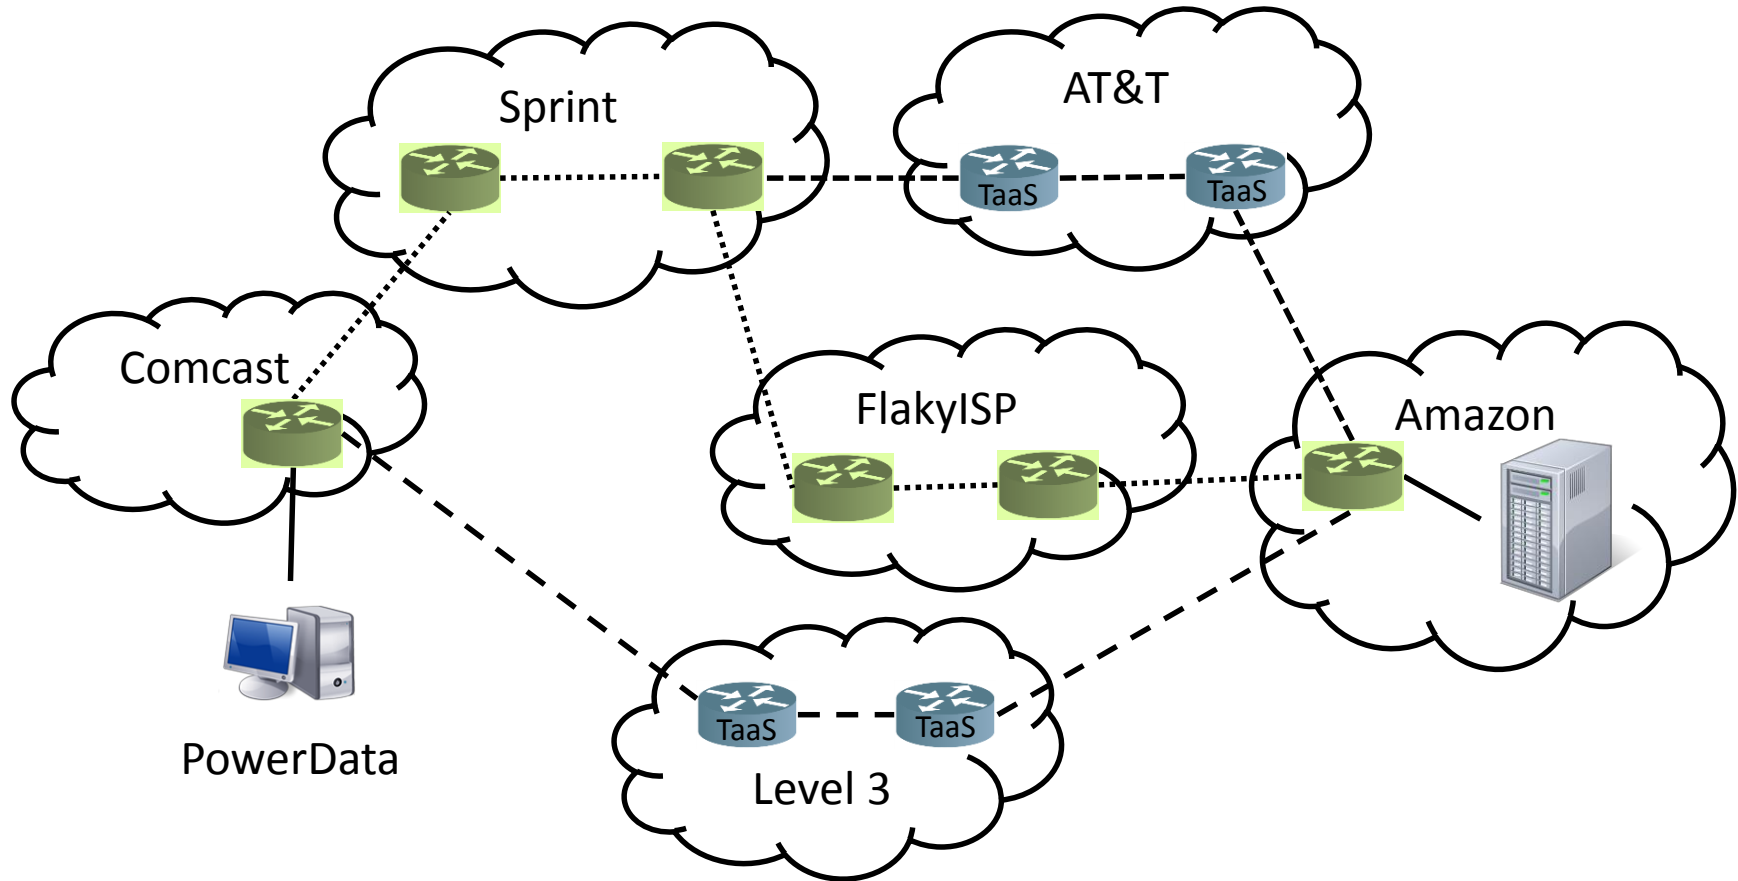 Sprint
AT&T
TaaS
TaaS
Comcast
FlakyISP
Amazon
TaaS
TaaS
PowerData
Level 3